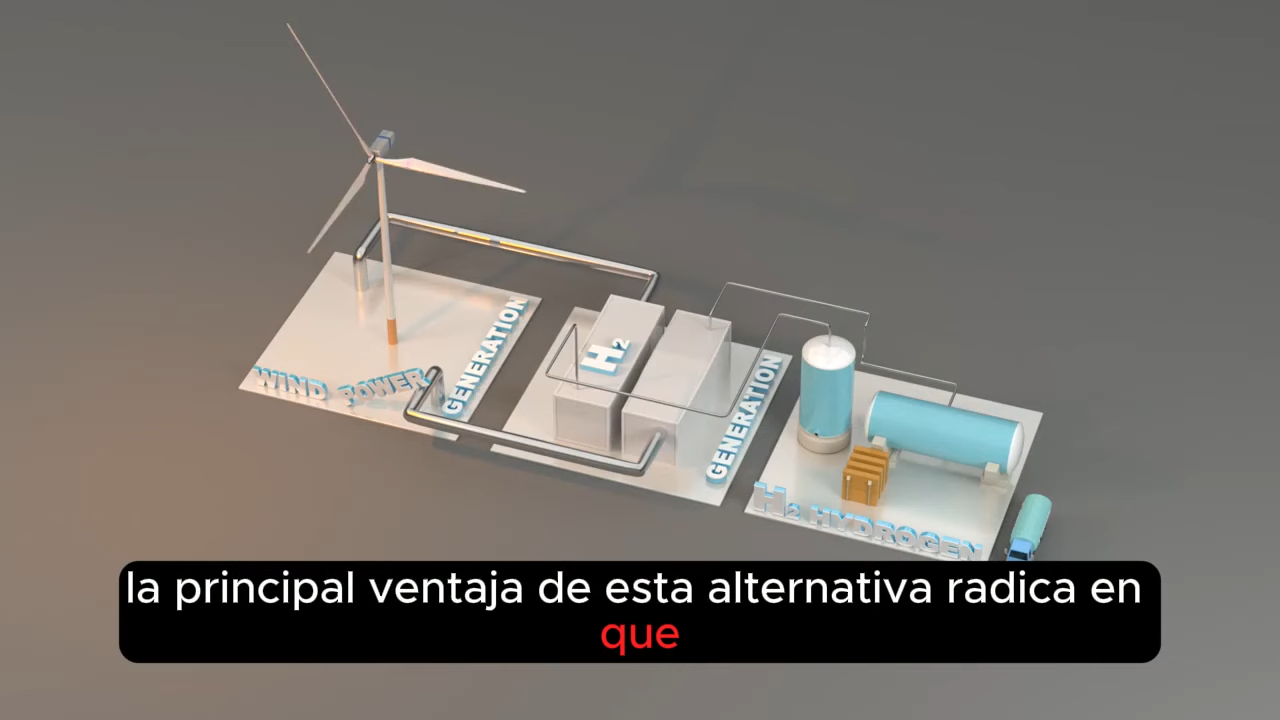 WIND POWER
GENERATION
H₂
GENERATION
H₂ HYDROGEN
la principal ventaja de esta alternativa radica en
que